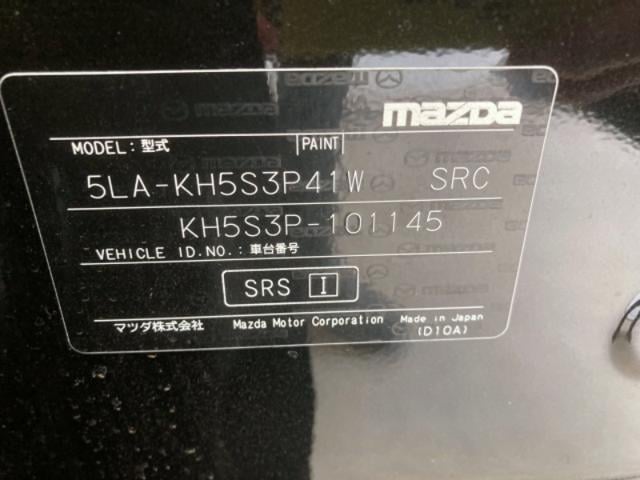 mazda
MODEL: 型式 PAINT
5LA-KH5S3P41W SRC
KH5S3P-101145
VEHICLE ID.NO.: 車台番号
SRS I
マツダ株式会社 Mazda Motor Corporation Made in Japan
(D10A)